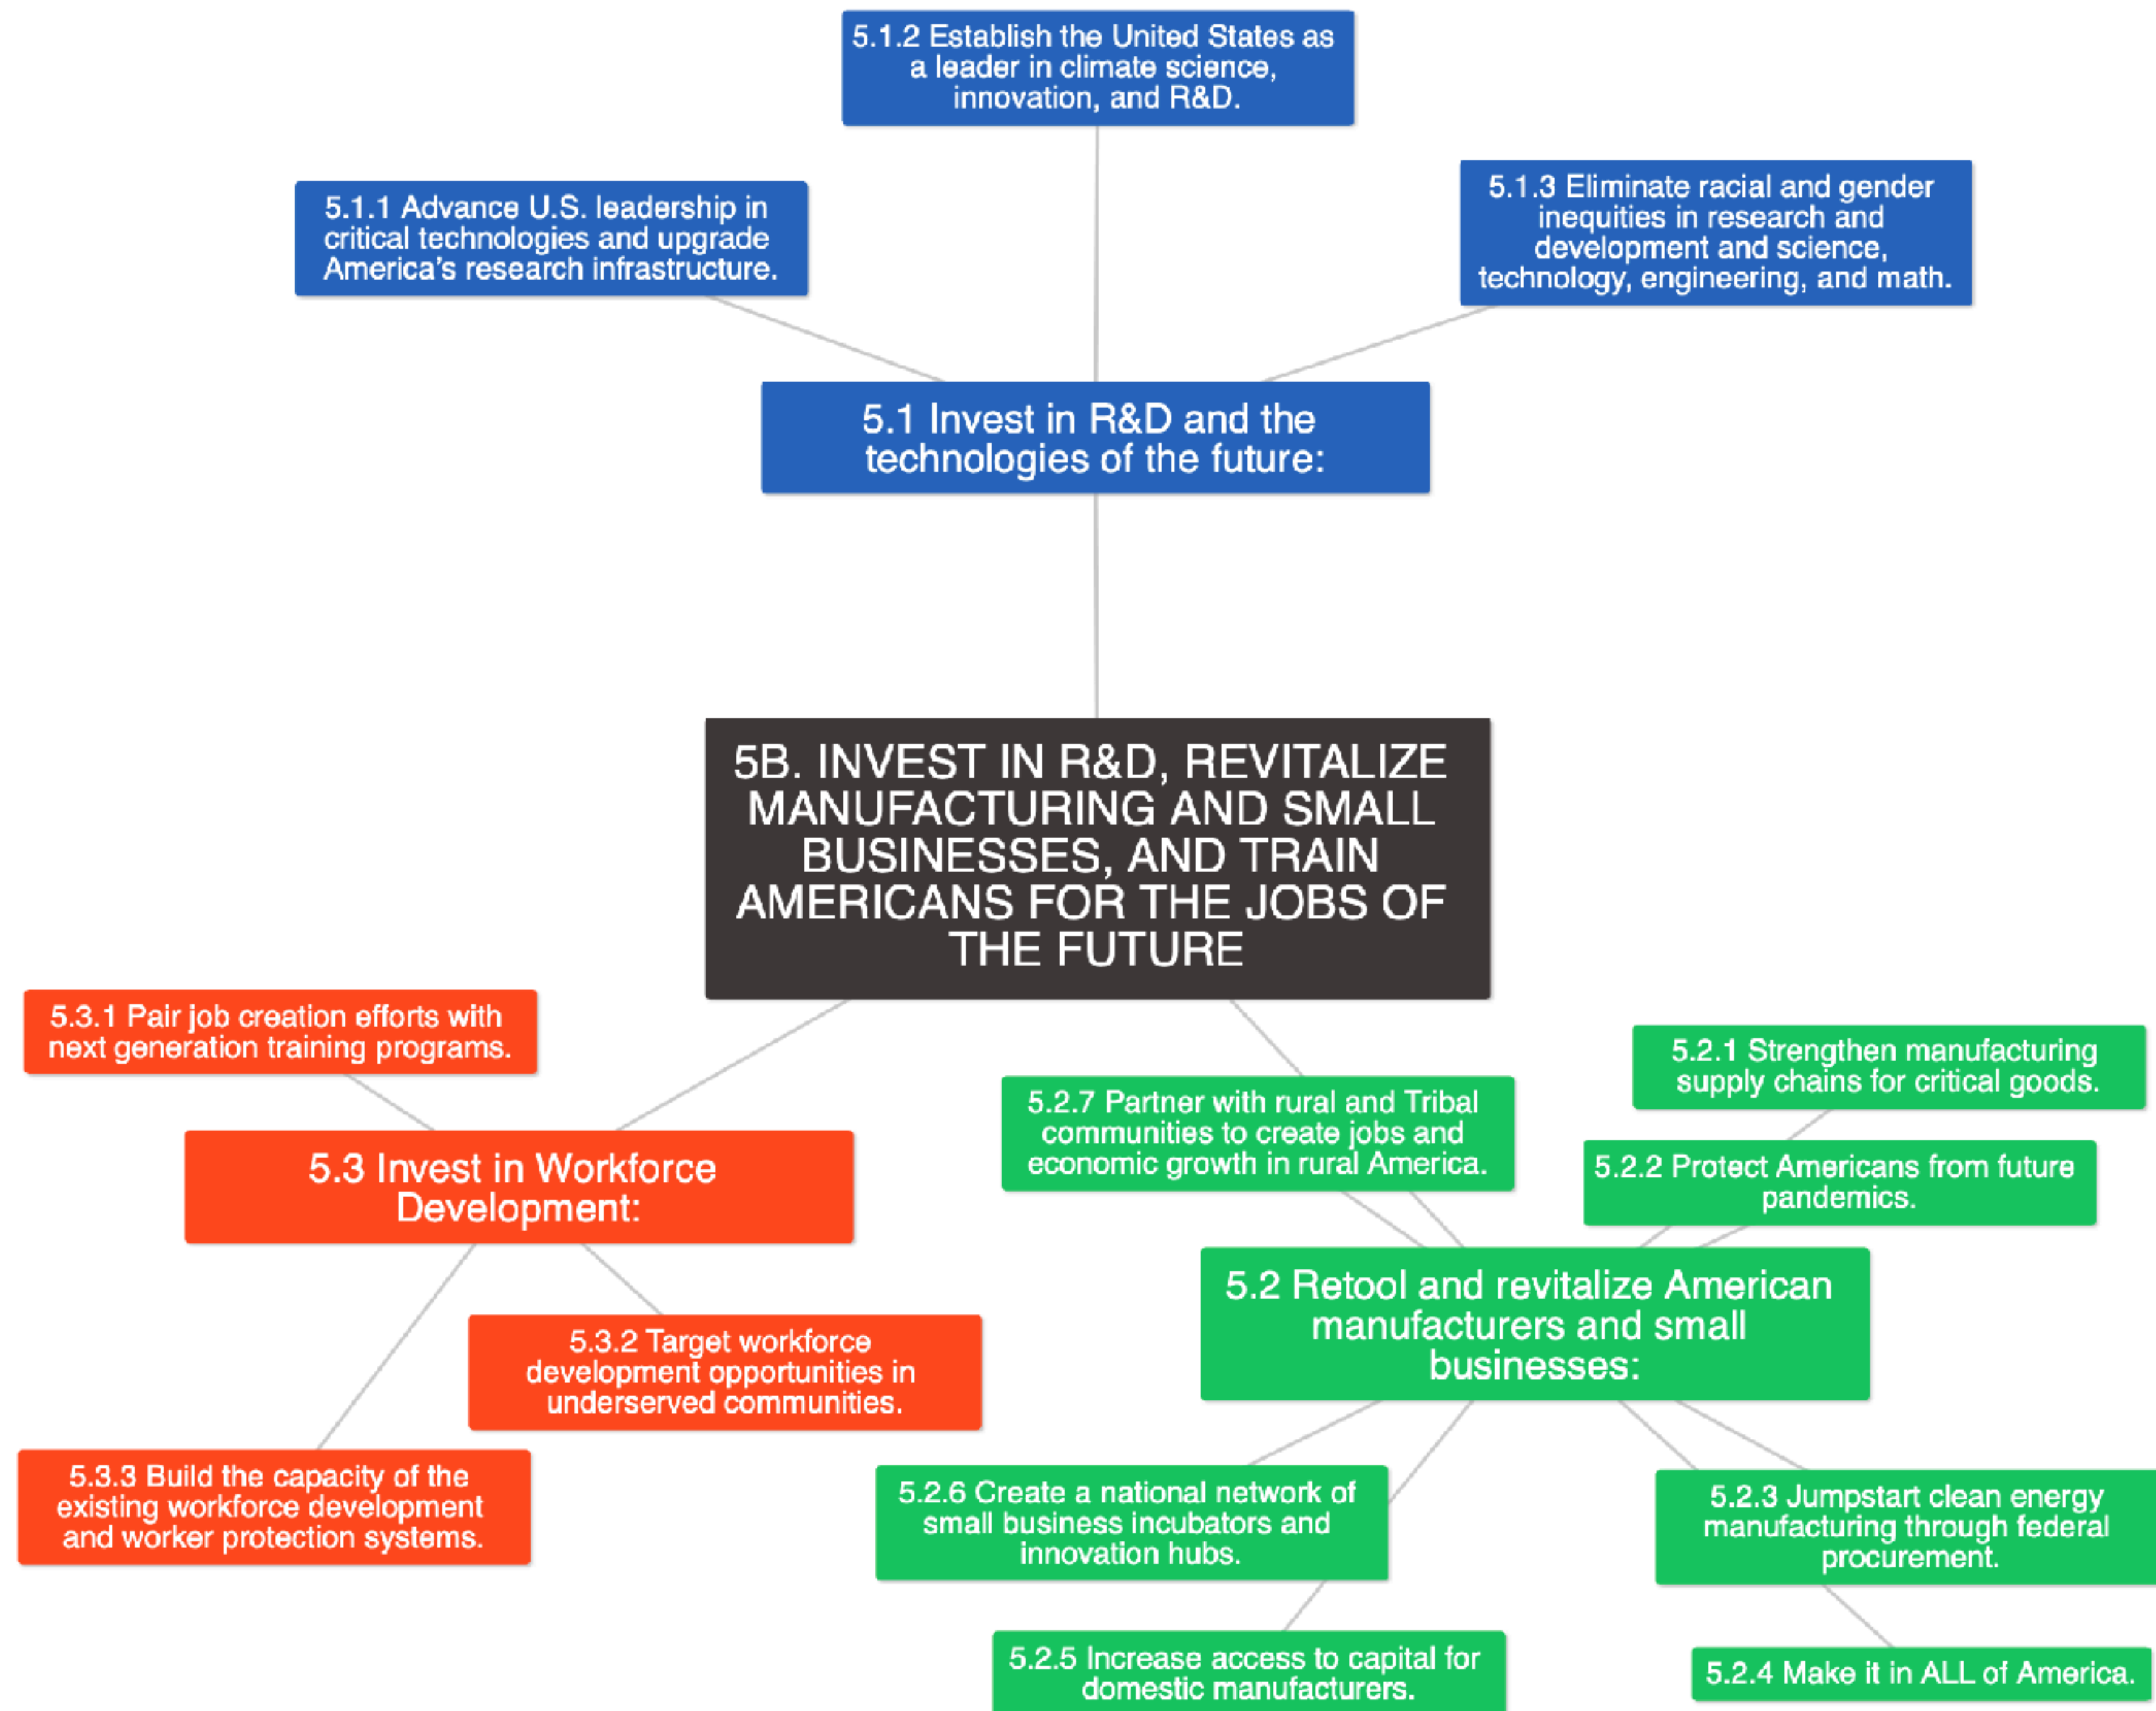 5.1.2 Establish the United States as
a leader in climate science,
innovation, and R&D.
5.1.1 Advance U.S. leadership in
critical technologies and upgrade
America's research infrastructure.
5.1.3 Eliminate racial and gender
inequities in research and
development and science,
technology, engineering, and math.
5.1 Invest in R&D and the
technologies of the future:
5B. INVEST IN R&D, REVITALIZE
MANUFACTURING AND SMALL
BUSINESSES, AND TRAIN
AMERICANS FOR THE JOBS OF
THE FUTURE
5.3.1 Pair job creation efforts with
next generation training programs.
5.3 Invest in Workforce
Development:
5.3.2 Target workforce
development opportunities in
underserved communities.
5.3.3 Build the capacity of the
existing workforce development
and worker protection systems.
5.2.7 Partner with rural and Tribal
communities to create jobs and
economic growth in rural America.
5.2.1 Strengthen manufacturing
supply chains for critical goods.
5.2.2 Protect Americans from future
pandemics.
5.2 Retool and revitalize American
manufacturers and small
businesses:
5.2.6 Create a national network of
small business incubators and
innovation hubs.
5.2.3 Jumpstart clean energy
manufacturing through federal
procurement.
5.2.5 Increase access to capital for
domestic manufacturers.
5.2.4 Make it in ALL of America.